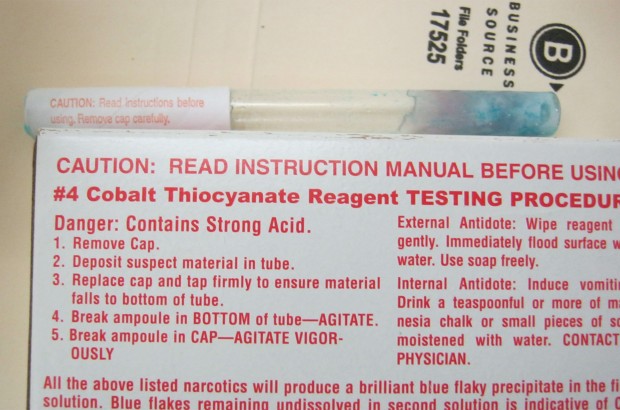 B
BUSINESS
SOURCE
File Folders
17525
CAUTION: Read instructions before
using. Remove cap carefully.
CAUTION: READ INSTRUCTION MANUAL BEFORE
#4 Cobalt Thiocyanate Reagent TESTING
Danger: Contains Strong Acid.
1. Remove Cap.
2. Deposit suspect material in tube.
3. Replace cap and tap firmly to ensure material
falls to bottom of tube.
4. Break ampoule in BOTTOM of tube—AGITATE.
5. Break ampoule in CAP—AGITATE VIGOR-
OUSLY
External Antidote: Wipe reagent
gently. Immediately flood surface
water. Use soap freely.
Internal Antidote: Induce
Drink a teaspoonful or more of
nesia chalk or small pieces of
moistened with water.
PHYSICIAN.
All the above listed narcotics will produce a brilliant blue flaky precipitate in the
solution. Blue flakes remaining undissolved in second solution is indicative of